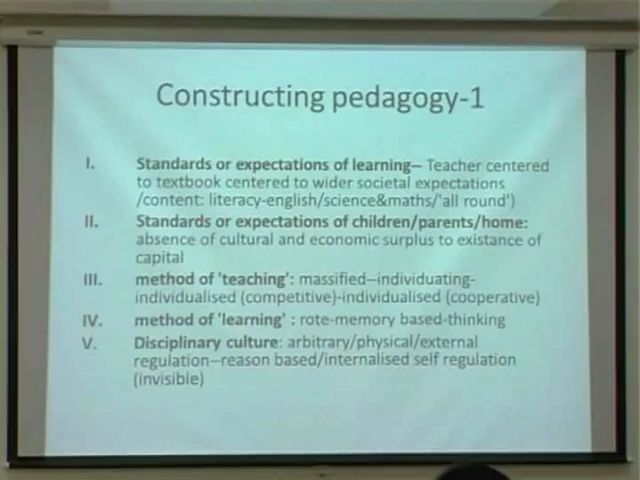 Constructing pedagogy-1
I. Standards or expectations of learning– Teacher centered
to textbook centered to wider societal expectations
/content: literacy-english/science&maths/'all round')
II. Standards or expectations of children/parents/home:
absence of cultural and economic surplus to existance of
capital
III. method of 'teaching': massified–individuating-
individualised (competitive)-individualised (cooperative)
IV. method of 'learning' : rote-memory based-thinking
V. Disciplinary culture: arbitrary/physical/external
regulation–reason based/internalised self regulation
(invisible)